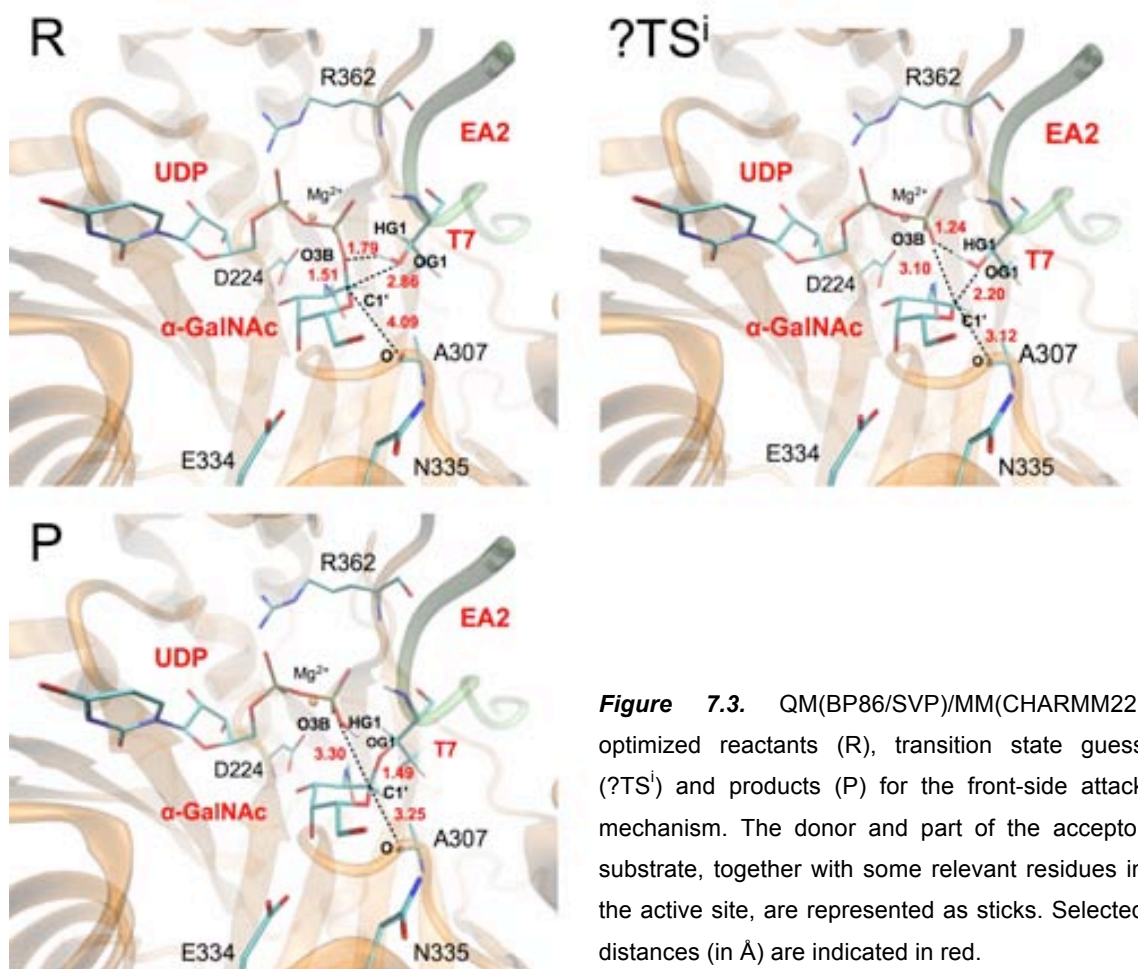 R
R362
EA2
UDP
Mg2+
HG1
O3B
1.79
T7
OG1
D224
1.51
2.86
C1'
α-GalNAc
4.09
O
A307
E334
N335
?TSi
R362
EA2
UDP
Mg2+
1.24
HG1
O3B
T7
OG1
D224
3.10
2.20
α-GalNAc
C1'
3.12
O
A307
E334
N335
P
R362
EA2
UDP
Mg2+
O3B
HG1
OG1
T7
D224
3.30
1.49
C1'
α-GalNAc
3.25
O
A307
E334
N335
Figure 7.3. QM(BP86/SVP)/MM(CHARMM22
optimized reactants (R), transition state guess
(?TSi) and products (P) for the front-side attack
mechanism. The donor and part of the accepto
substrate, together with some relevant residues in
the active site, are represented as sticks. Selected
distances (in Å) are indicated in red.